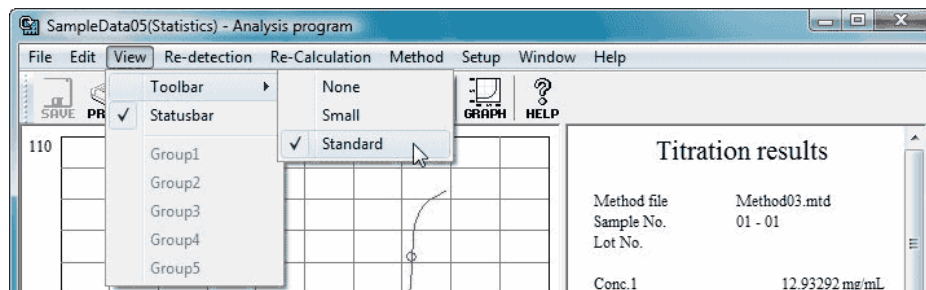 SampleData05(Statistics) - Analysis program
File Edit View Re-detection Re-Calculation Method Setup Window Help
Toolbar
None
SAVE
Statusbar
Small
GRAPH HELP
Standard
110
Group1
Group2
Group3
Group4
Group5
Titration results
Method file Method03.mtd
Sample No. 01 - 01
Lot No.
Conc.1 12.93292 mg/mL